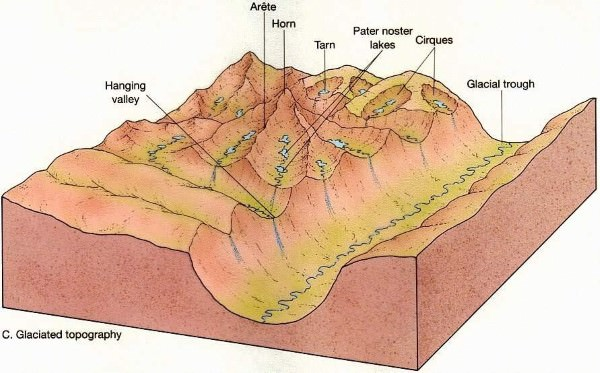 Arête
Horn
Tarn
Pater noster
lakes
Cirques
Hanging
valley
Glacial trough
C. Glaciated topography